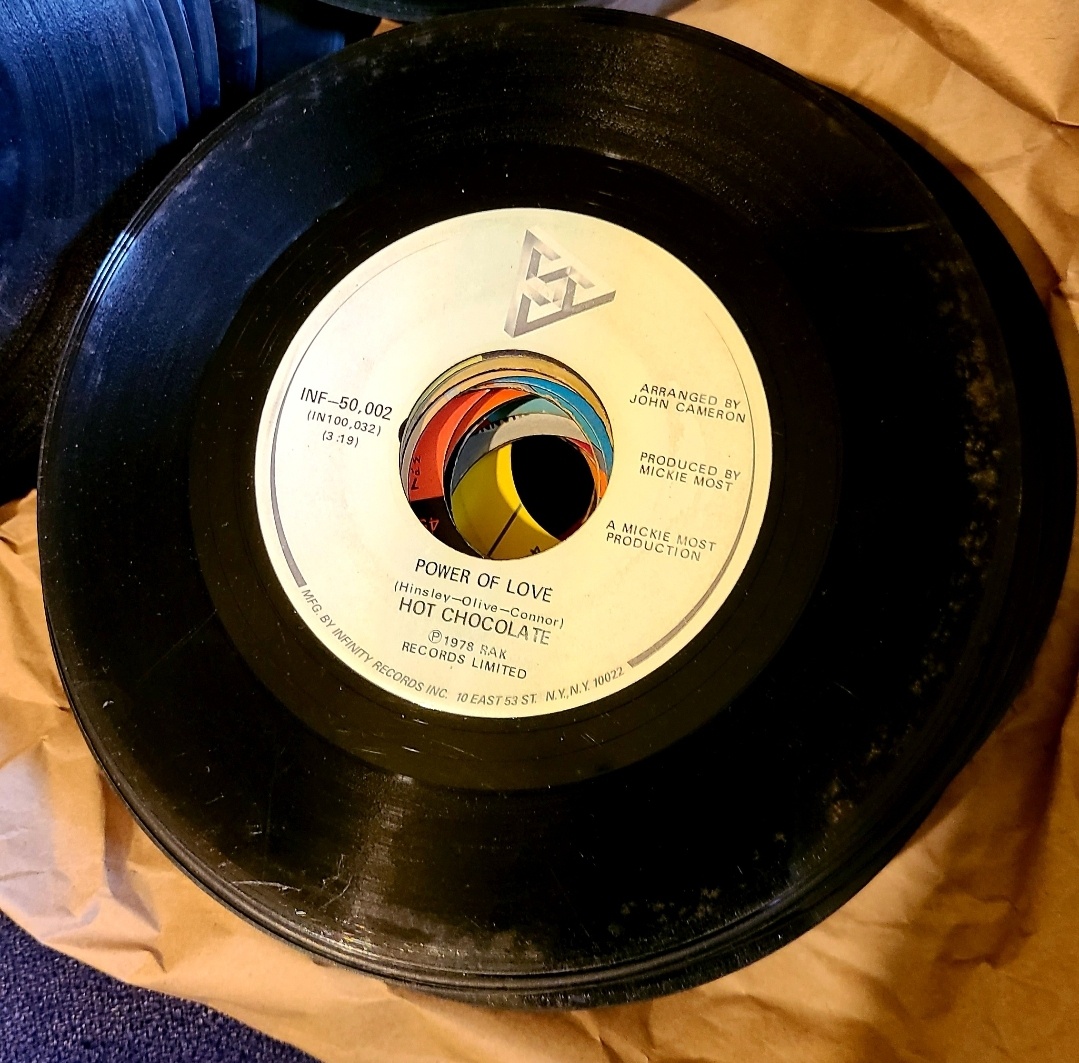 INF–50,002
(IN100,032)
(3:19)
ARRANGED BY
JOHN CAMERON
PRODUCED BY
MICKIE MOST
A MICKIE MOST
PRODUCTION
POWER OF LOVE
(Hinsley–Olive–Connor)
HOT CHOCOLATE
℗1978 RAK
RECORDS LIMITED
MFG. BY INFINITY RECORDS INC. 10 EAST 53 ST. N.Y., N.Y. 10022
45